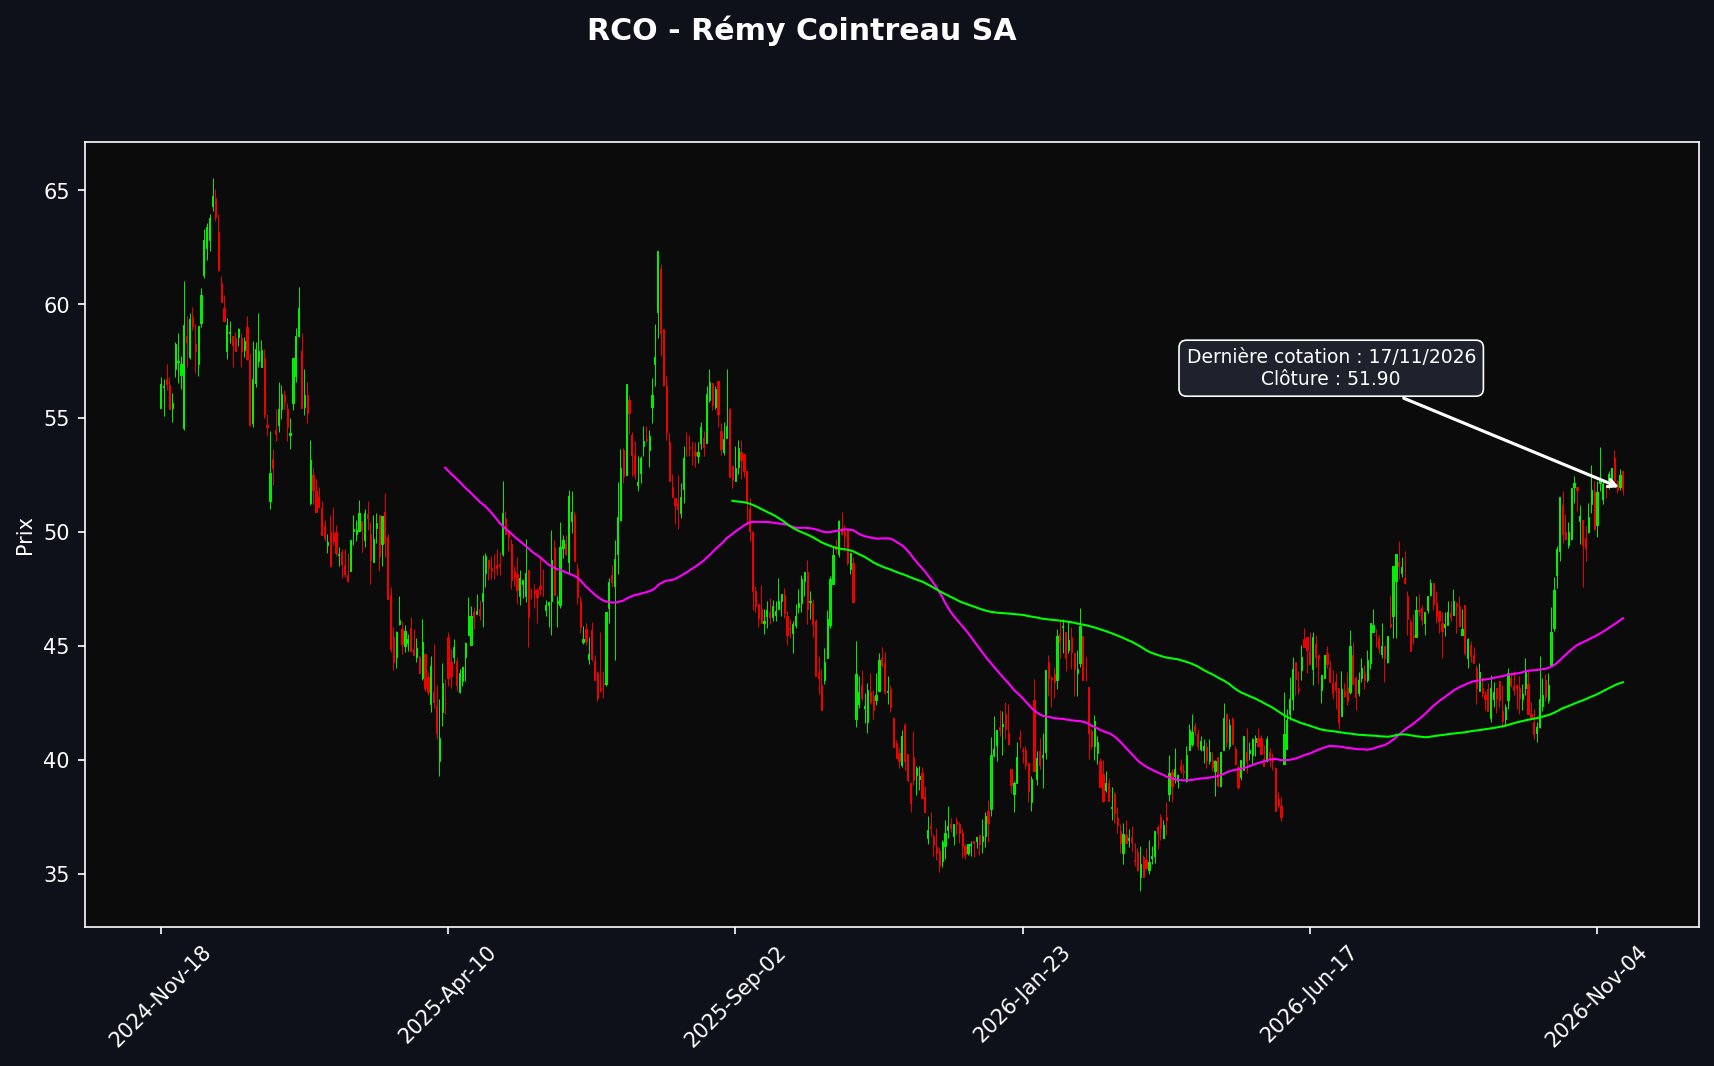 RCO - Rémy Cointreau SA
Prix
65
60
55
50
45
40
35
Dernière cotation : 17/11/2026
Clôture : 51.90
2024-Nov-18
2025-Apr-10
2025-Sep-02
2026-Jan-23
2026-Jun-17
2026-Nov-04